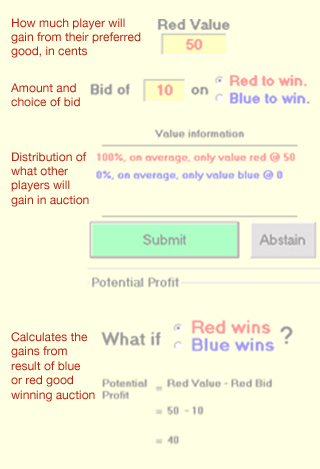 How much player will
gain from their preferred
good, in cents
Red Value
50
Amount and
choice of bid
Bid of 10 on Red to win.
Blue to win.
Value information
Distribution of
what other
players will
gain in auction
100%, on average, only value red @ 50
0%, on average, only value blue @ 0
Submit
Abstain
Potential Profit
Calculates the
gains from
result of blue
or red good
winning auction
What if Red wins ?
Blue wins
Potential
Profit = Red Value - Red Bid
= 50 - 10
= 40